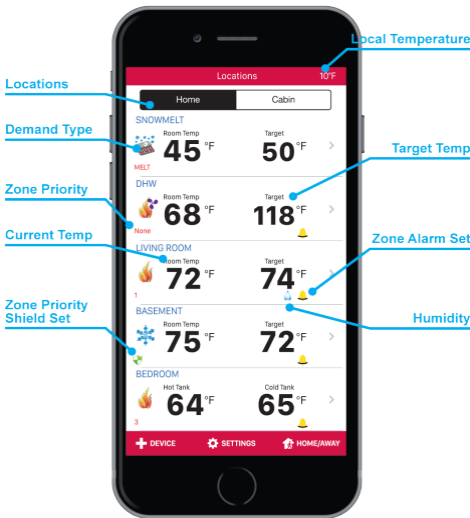 Local Temperature
Locations 10°F
Locations
Home Cabin
SNOWMELT
Demand Type
Room Temp Target
45°F 50°F
MELT
Target Temp
DHW
Zone Priority
Room Temp Target
68°F 118°F
None
Current Temp
LIVING ROOM
Zone Alarm Set
Room Temp Target
72°F 74°F
1
Zone Priority
Shield Set
BASEMENT
Humidity
Room Temp Target
75°F 72°F
BEDROOM
Hot Tank Cold Tank
64°F 65°F
3
DEVICE SETTINGS HOME/AWAY